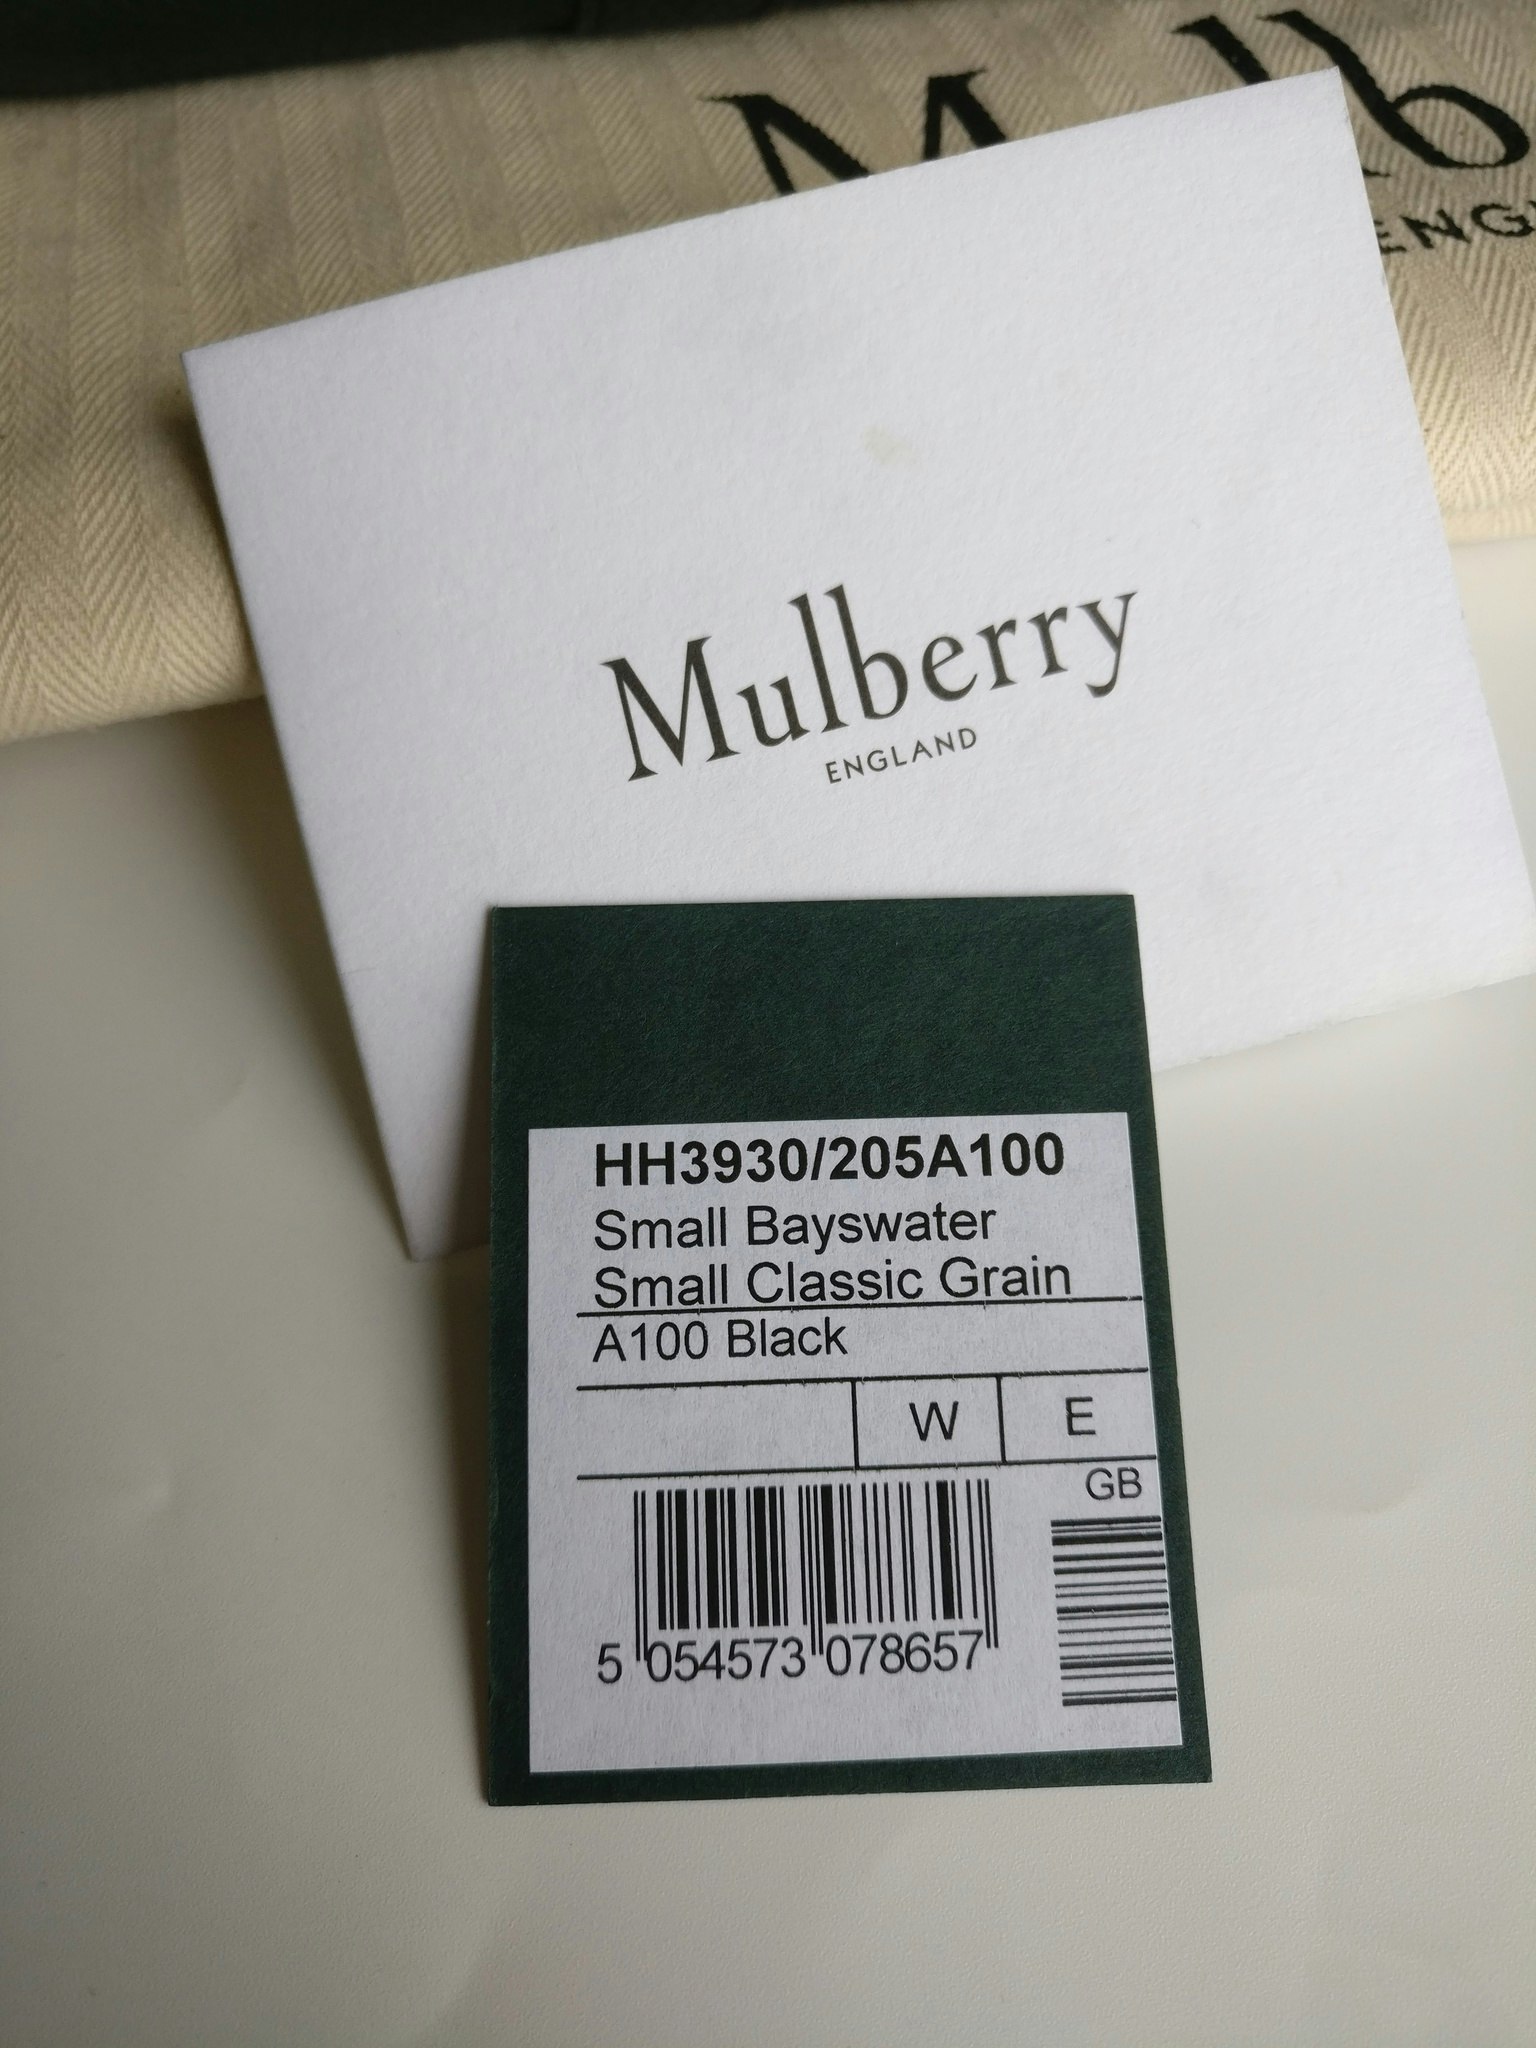 Mulberry
ENGLAND
HH3930/205A100
Small Bayswater
Small Classic Grain
A100 Black
W E
GB
5 054573 078657